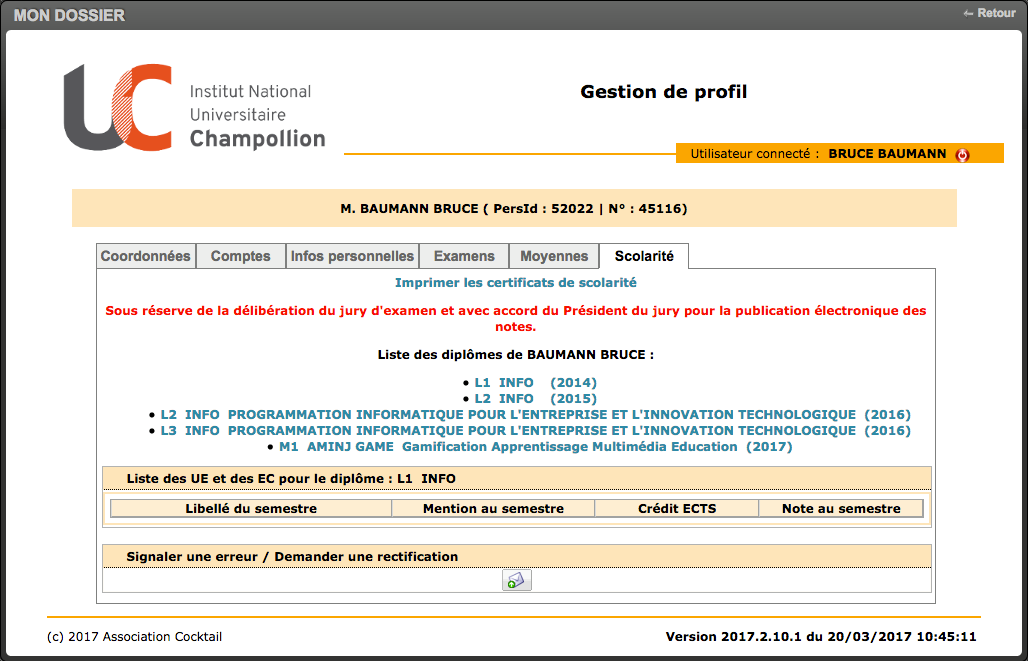 MON DOSSIER
← Retour
UC
Institut National
Universitaire
Champollion
Gestion de profil
Utilisateur connecté : BRUCE BAUMANN
M. BAUMANN BRUCE ( PersId : 52022 | N° : 45116)
Coordonnées Comptes Infos personnelles Examens Moyennes Scolarité
Imprimer les certificats de scolarité
Sous réserve de la délibération du jury d'examen et avec accord du Président du jury pour la publication électronique des
notes.
Liste des diplômes de BAUMANN BRUCE :
• L1 INFO (2014)
• L2 INFO (2015)
• L2 INFO PROGRAMMATION INFORMATIQUE POUR L'ENTREPRISE ET L'INNOVATION TECHNOLOGIQUE (2016)
• L3 INFO PROGRAMMATION INFORMATIQUE POUR L'ENTREPRISE ET L'INNOVATION TECHNOLOGIQUE (2016)
• M1 AMINJ GAME Gamification Apprentissage Multimédia Education (2017)
Liste des UE et des EC pour le diplôme : L1 INFO
Libellé du semestre Mention au semestre Crédit ECTS Note au semestre
Signaler une erreur / Demander une rectification
(c) 2017 Association Cocktail
Version 2017.2.10.1 du 20/03/2017 10:45:11